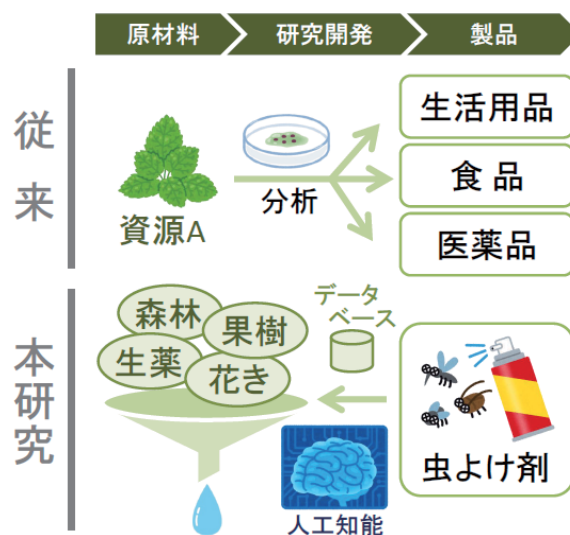 原材料
研究開発
製品
従来
資源A
分析
生活用品
食品
医薬品
本研究
森林
果樹
生薬
花き
データ
ベース
人工知能
虫よけ剤